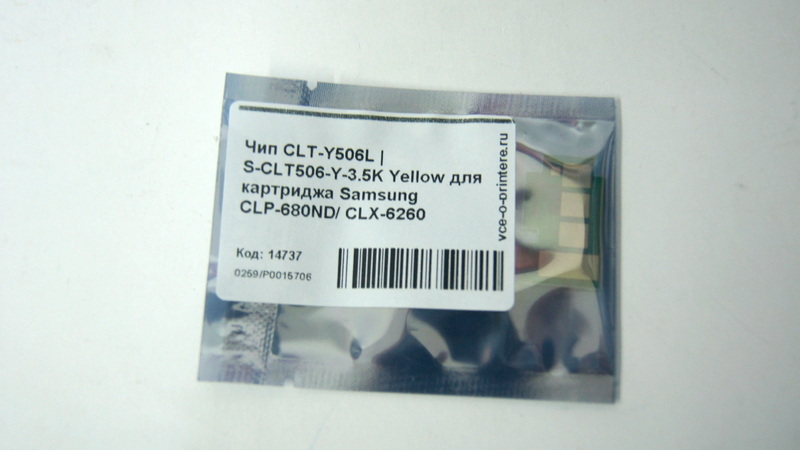 Чип CLT-Y506L |
S-CLT506-Y-3.5K Yellow для
картриджа Samsung
CLP-680ND/ CLX-6260
Код: 14737
0259/P0015706
vce-o-printere.ru